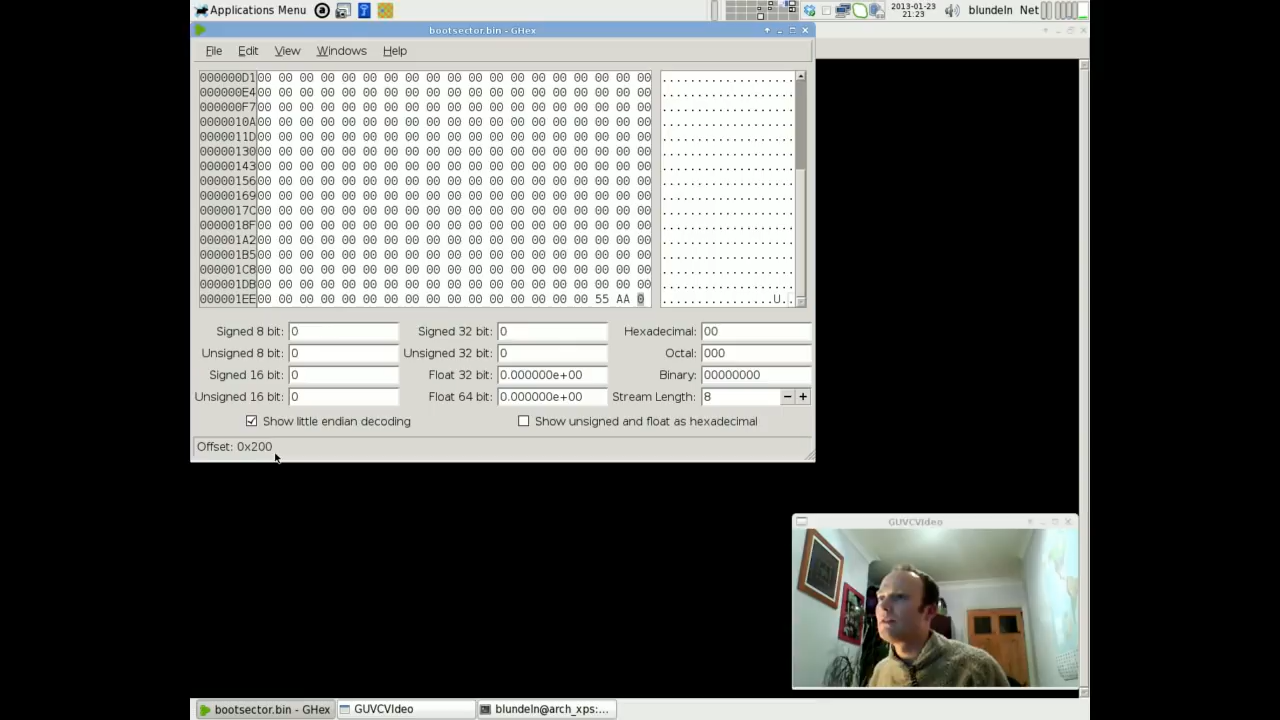 Applications Menu
2013-01-23
21:23
blundeln Net
bootsector.bin - GHex
File Edit View Windows Help
000000D1 00 00 00 00 00 00 00 00 00 00 00 00 00 00 00 00 00 00 00 ...................
000000E4 00 00 00 00 00 00 00 00 00 00 00 00 00 00 00 00 00 00 00 ...................
000000F7 00 00 00 00 00 00 00 00 00 00 00 00 00 00 00 00 00 00 00 ...................
0000010A 00 00 00 00 00 00 00 00 00 00 00 00 00 00 00 00 00 00 00 ...................
0000011D 00 00 00 00 00 00 00 00 00 00 00 00 00 00 00 00 00 00 00 ...................
00000130 00 00 00 00 00 00 00 00 00 00 00 00 00 00 00 00 00 00 00 ...................
00000143 00 00 00 00 00 00 00 00 00 00 00 00 00 00 00 00 00 00 00 ...................
00000156 00 00 00 00 00 00 00 00 00 00 00 00 00 00 00 00 00 00 00 ...................
00000169 00 00 00 00 00 00 00 00 00 00 00 00 00 00 00 00 00 00 00 ...................
0000017C 00 00 00 00 00 00 00 00 00 00 00 00 00 00 00 00 00 00 00 ...................
0000018F 00 00 00 00 00 00 00 00 00 00 00 00 00 00 00 00 00 00 00 ...................
000001A2 00 00 00 00 00 00 00 00 00 00 00 00 00 00 00 00 00 00 00 ...................
000001B5 00 00 00 00 00 00 00 00 00 00 00 00 00 00 00 00 00 00 00 ...................
000001C8 00 00 00 00 00 00 00 00 00 00 00 00 00 00 00 00 00 00 00 ...................
000001DB 00 00 00 00 00 00 00 00 00 00 00 00 00 00 00 00 00 00 00 ...................
000001EE 00 00 00 00 00 00 00 00 00 00 00 00 00 00 00 00 55 AA 0 ................U..
Signed 8 bit: 0 Signed 32 bit: 0 Hexadecimal: 00
Unsigned 8 bit: 0 Unsigned 32 bit: 0 Octal: 000
Signed 16 bit: 0 Float 32 bit: 0.000000e+00 Binary: 00000000
Unsigned 16 bit: 0 Float 64 bit: 0.000000e+00 Stream Length: 8 − +
Show little endian decoding Show unsigned and float as hexadecimal
Offset: 0x200
GUVCVideo
bootsector.bin - GHex GUVCVideo blundeln@arch_xps:...